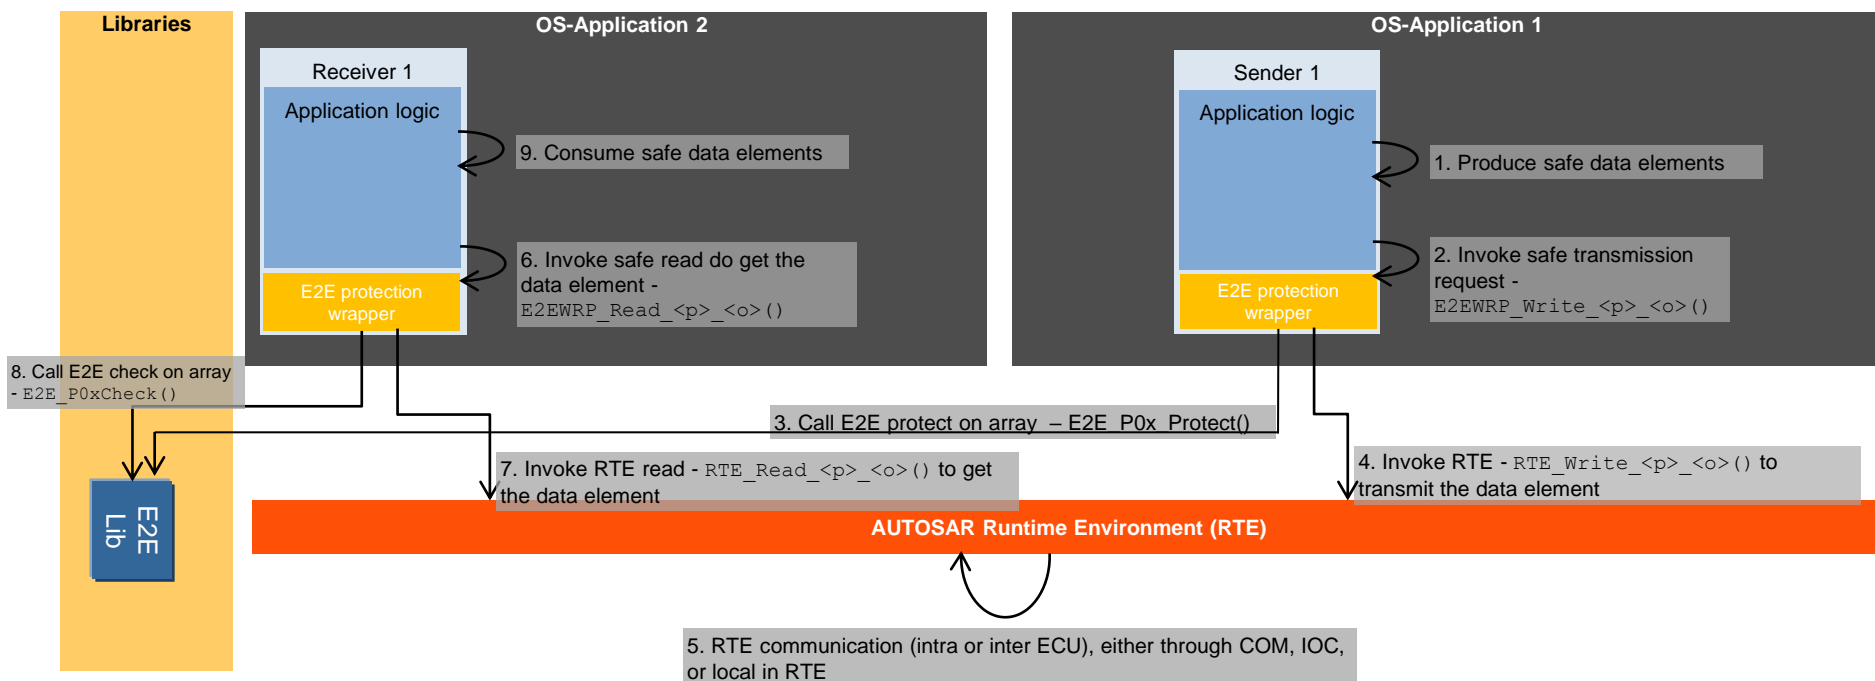 Libraries
OS-Application 2
OS-Application 1
Receiver 1
Application logic
9. Consume safe data elements
6. Invoke safe read do get the
data element -
E2EWRP_Read_<p>_<o>()
E2E protection
wrapper
Sender 1
Application logic
1. Produce safe data elements
2. Invoke safe transmission
request -
E2EWRP_Write_<p>_<o>()
E2E protection
wrapper
8. Call E2E check on array
- E2E_P0xCheck()
3. Call E2E protect on array – E2E_P0x_Protect()
7. Invoke RTE read - RTE_Read_<p>_<o>() to get
the data element
4. Invoke RTE - RTE_Write_<p>_<o>() to
transmit the data element
E2E
Lib
AUTOSAR Runtime Environment (RTE)
5. RTE communication (intra or inter ECU), either through COM, IOC,
or local in RTE